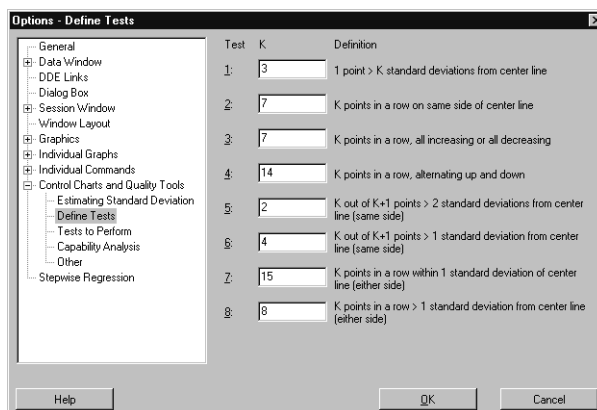 Options - Define Tests
General
Data Window
DDE Links
Dialog Box
Session Window
Window Layout
Graphics
Individual Graphs
Individual Commands
Control Charts and Quality Tools
Estimating Standard Deviation
Define Tests
Tests to Perform
Capability Analysis
Other
Stepwise Regression
Test K Definition
1: 3 1 point > K standard deviations from center line
2: 7 K points in a row on same side of center line
3: 7 K points in a row, all increasing or all decreasing
4: 14 K points in a row, alternating up and down
5: 2 K out of K+1 points > 2 standard deviations from center
line (same side)
6: 4 K out of K+1 points > 1 standard deviation from center
line (same side)
7: 15 K points in a row within 1 standard deviation of center
line (either side)
8: 8 K points in a row > 1 standard deviation from center line
(either side)
Help OK Cancel